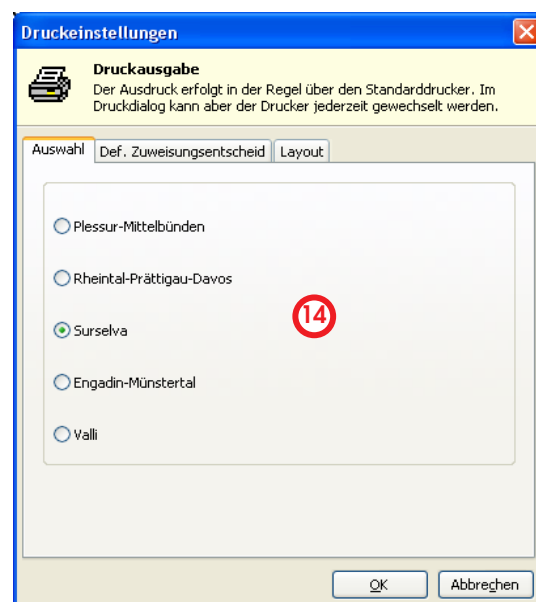 Druckeinstellungen
Druckausgabe
Der Ausdruck erfolgt in der Regel über den Standarddrucker. Im
Druckdialog kann aber der Drucker jederzeit gewechselt werden.
Auswahl Def. Zuweisungsentscheid Layout
Plessur-Mittelbünden
Rheintal-Prättigau-Davos
14
Surselva
Engadin-Münstertal
Valli
OK Abbrechen